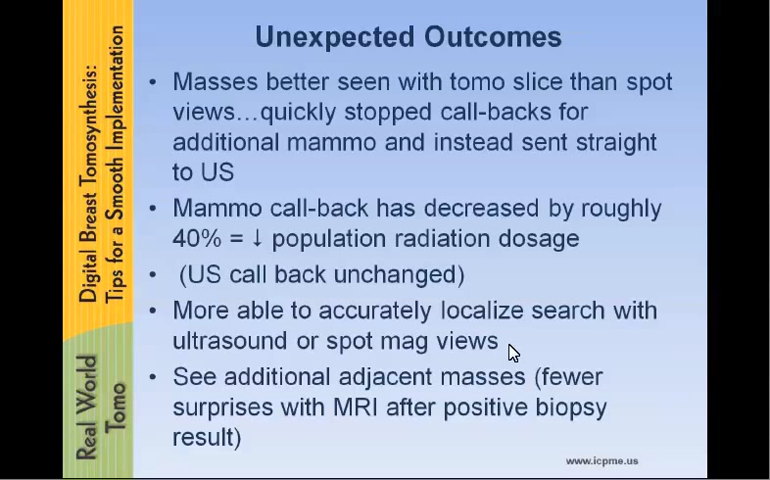 Unexpected Outcomes
• Masses better seen with tomo slice than spot
views…quickly stopped call-backs for
additional mammo and instead sent straight
to US
• Mammo call-back has decreased by roughly
40% = ↓ population radiation dosage
• (US call back unchanged)
• More able to accurately localize search with
ultrasound or spot mag views
• See additional adjacent masses (fewer
surprises with MRI after positive biopsy
result)
www.icpme.us
Digital Breast Tomosynthesis:
Tips for a Smooth Implementation
Real World
Tomo